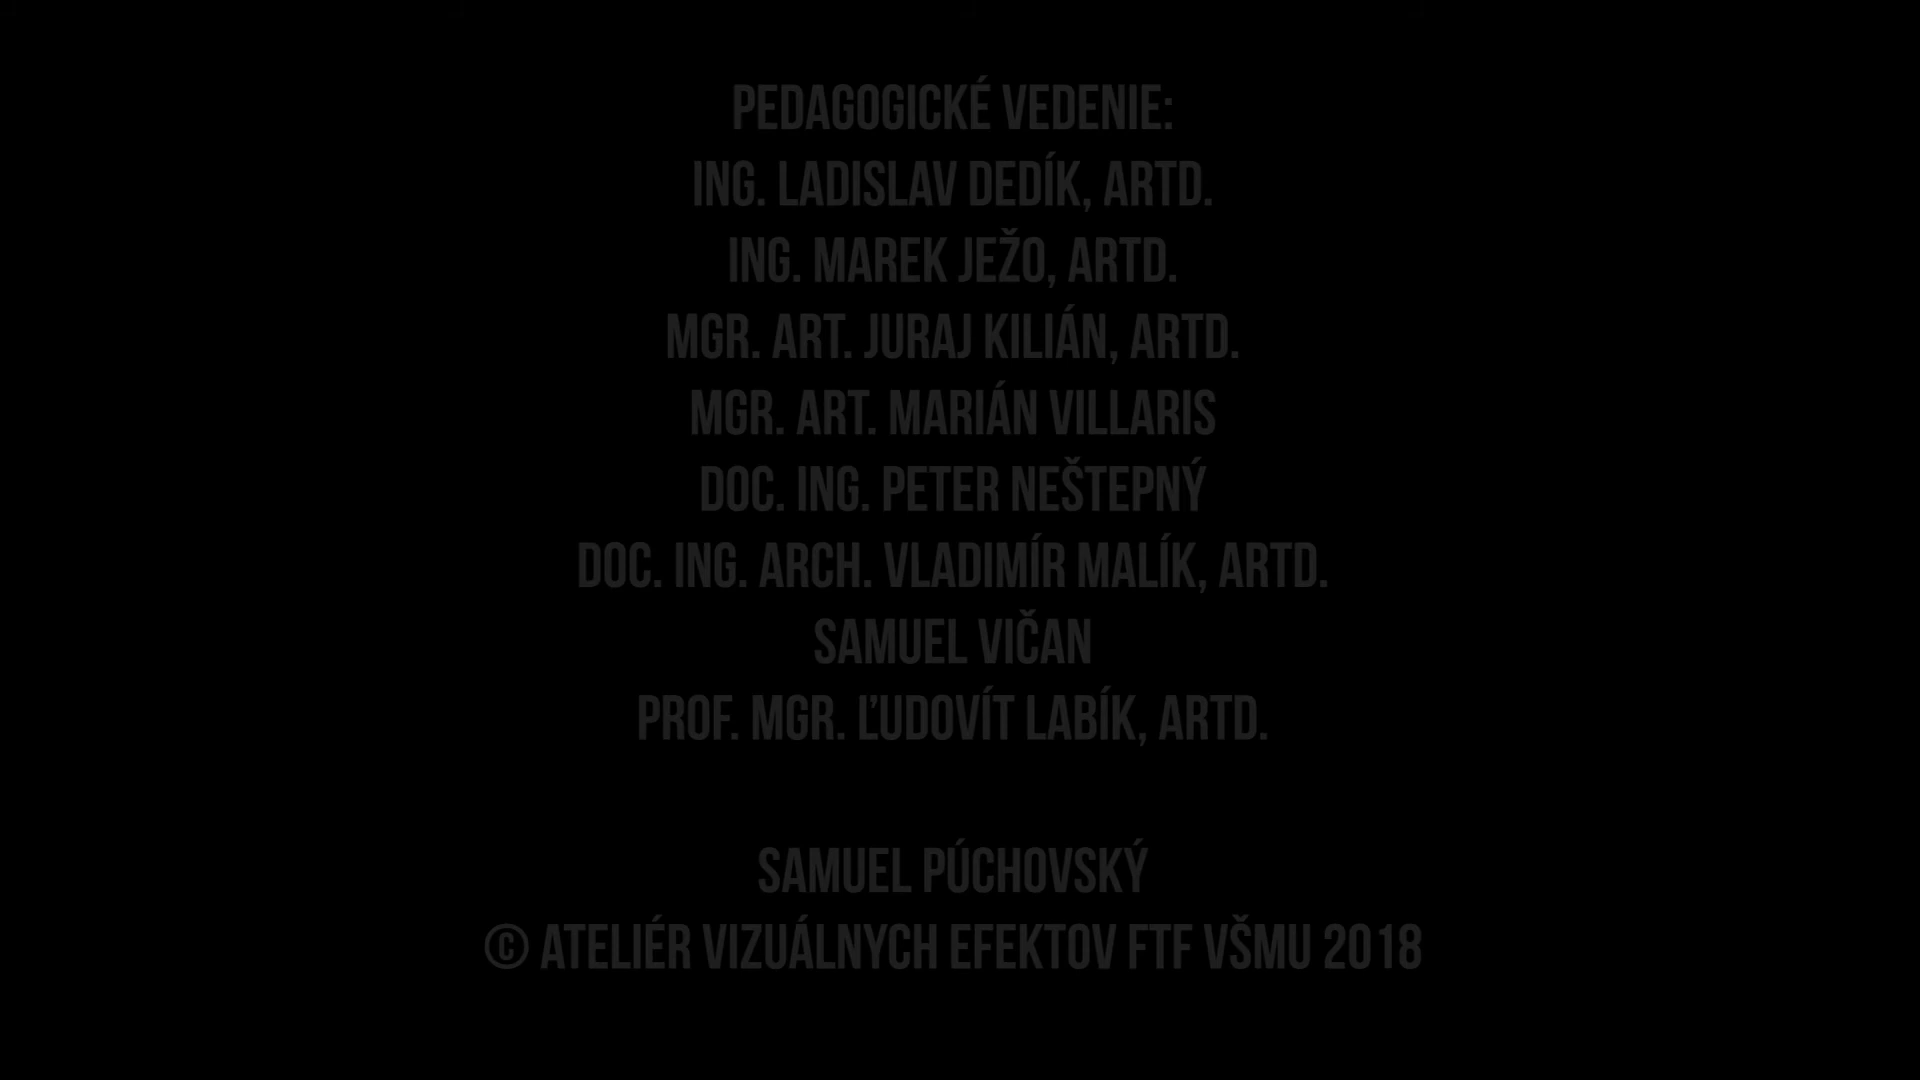 PEDAGOGICKÉ VEDENIE:
ING. LADISLAV DEDÍK, ARTD.
ING. MAREK JEŽO, ARTD.
MGR. ART. JURAJ KILIÁN, ARTD.
MGR. ART. MARIÁN VILLARIS
DOC. ING. PETER NEŠTEPNÝ
DOC. ING. ARCH. VLADIMÍR MALÍK, ARTD.
SAMUEL VIČAN
PROF. MGR. ĽUDOVÍT LABÍK, ARTD.
SAMUEL PÚCHOVSKÝ
© ATELIÉR VIZUÁLNYCH EFEKTOV FTF VŠMU 2018